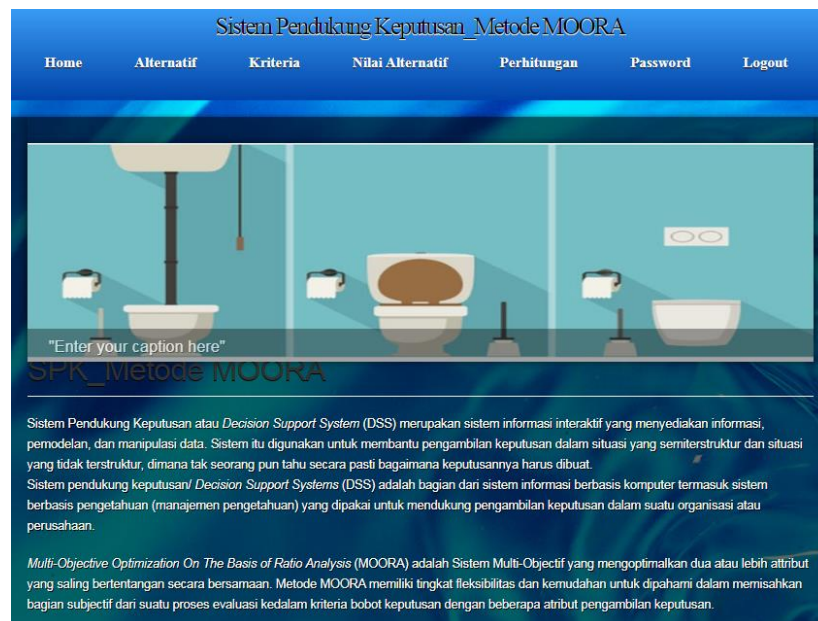 Sistem Pendukung Keputusan_Metode MOORA
Home Alternatif Kriteria Nilai Alternatif Perhitungan Password Logout
"Enter your caption here"
SPK_Metode MOORA
Sistem Pendukung Keputusan atau Decision Support System (DSS) merupakan sistem informasi interaktif yang menyediakan informasi,
pemodelan, dan manipulasi data. Sistem itu digunakan untuk membantu pengambilan keputusan dalam situasi yang semiterstruktur dan situasi
yang tidak terstruktur, dimana tak seorang pun tahu secara pasti bagaimana keputusannya harus dibuat.
Sistem pendukung keputusan/ Decision Support Systems (DSS) adalah bagian dari sistem informasi berbasis komputer termasuk sistem
berbasis pengetahuan (manajemen pengetahuan) yang dipakai untuk mendukung pengambilan keputusan dalam suatu organisasi atau
perusahaan.
Multi-Objective Optimization On The Basis of Ratio Analysis (MOORA) adalah Sistem Multi-Objectif yang mengoptimalkan dua atau lebih attribut
yang saling bertentangan secara bersamaan. Metode MOORA memiliki tingkat fleksibilitas dan kemudahan untuk dipahami dalam memisahkan
bagian subjectif dari suatu proses evaluasi kedalam kriteria bobot keputusan dengan beberapa atribut pengambilan keputusan.